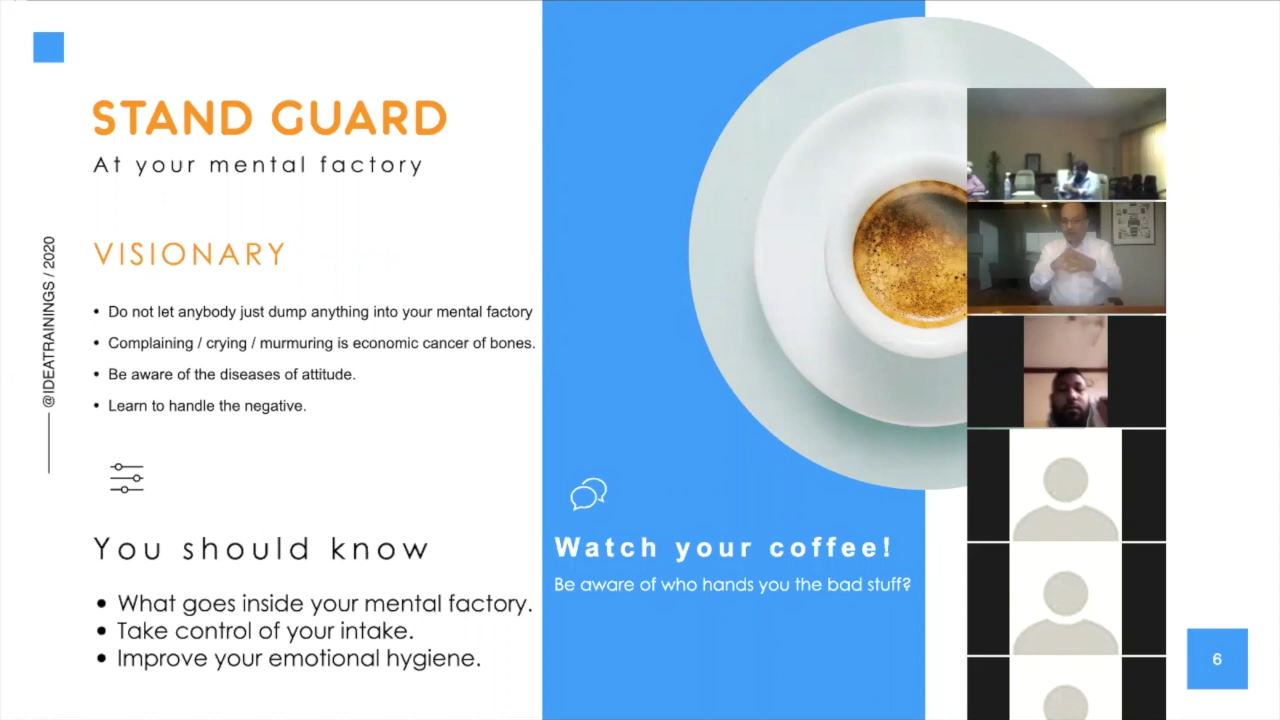 STAND GUARD
At your mental factory
VISIONARY
• Do not let anybody just dump anything into your mental factory
• Complaining / crying / murmuring is economic cancer of bones.
• Be aware of the diseases of attitude.
• Learn to handle the negative.
@IDEATRAININGS / 2020
You should know
• What goes inside your mental factory.
• Take control of your intake.
• Improve your emotional hygiene.
Watch your coffee!
Be aware of who hands you the bad stuff?
6